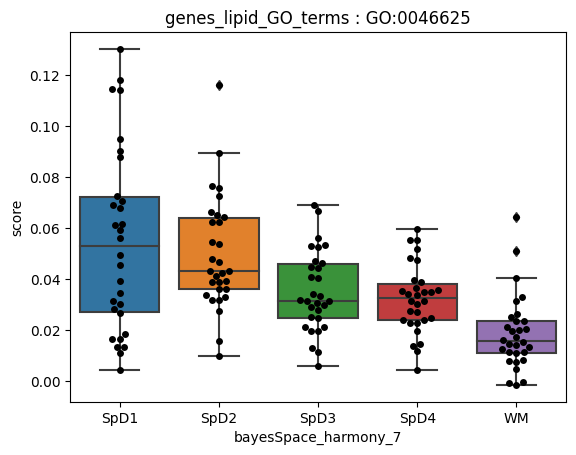 genes_lipid_GO_terms : GO:0046625
0.12
0.10
0.08
0.06
0.04
0.02
0.00
score
SpD1 SpD2 SpD3 SpD4 WM
bayesSpace_harmony_7